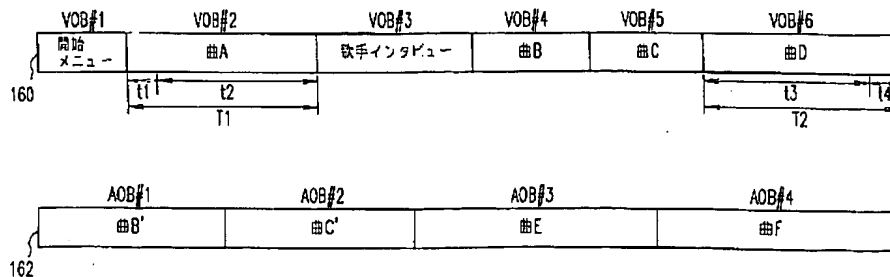 VOB#1 VOB#2 VOB#3 VOB#4 VOB#5 VOB#6
開始
メニュー 曲A 歌手インタビュー 曲B 曲C 曲D
160 t1 t2 t3 t4
T1 T2
AOB#1 AOB#2 AOB#3 AOB#4
曲B' 曲C' 曲E 曲F
162